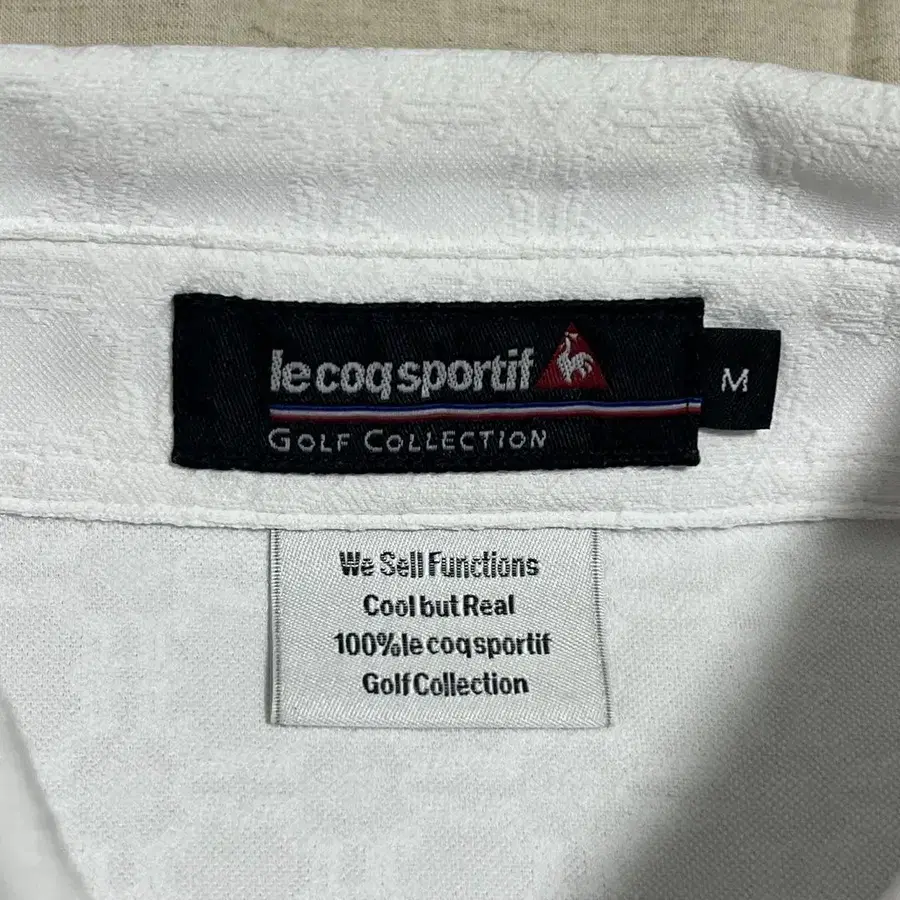 le coq sportif
GOLF COLLECTION
M
We Sell Functions
Cool but Real
100% le coq sportif
Golf Collection